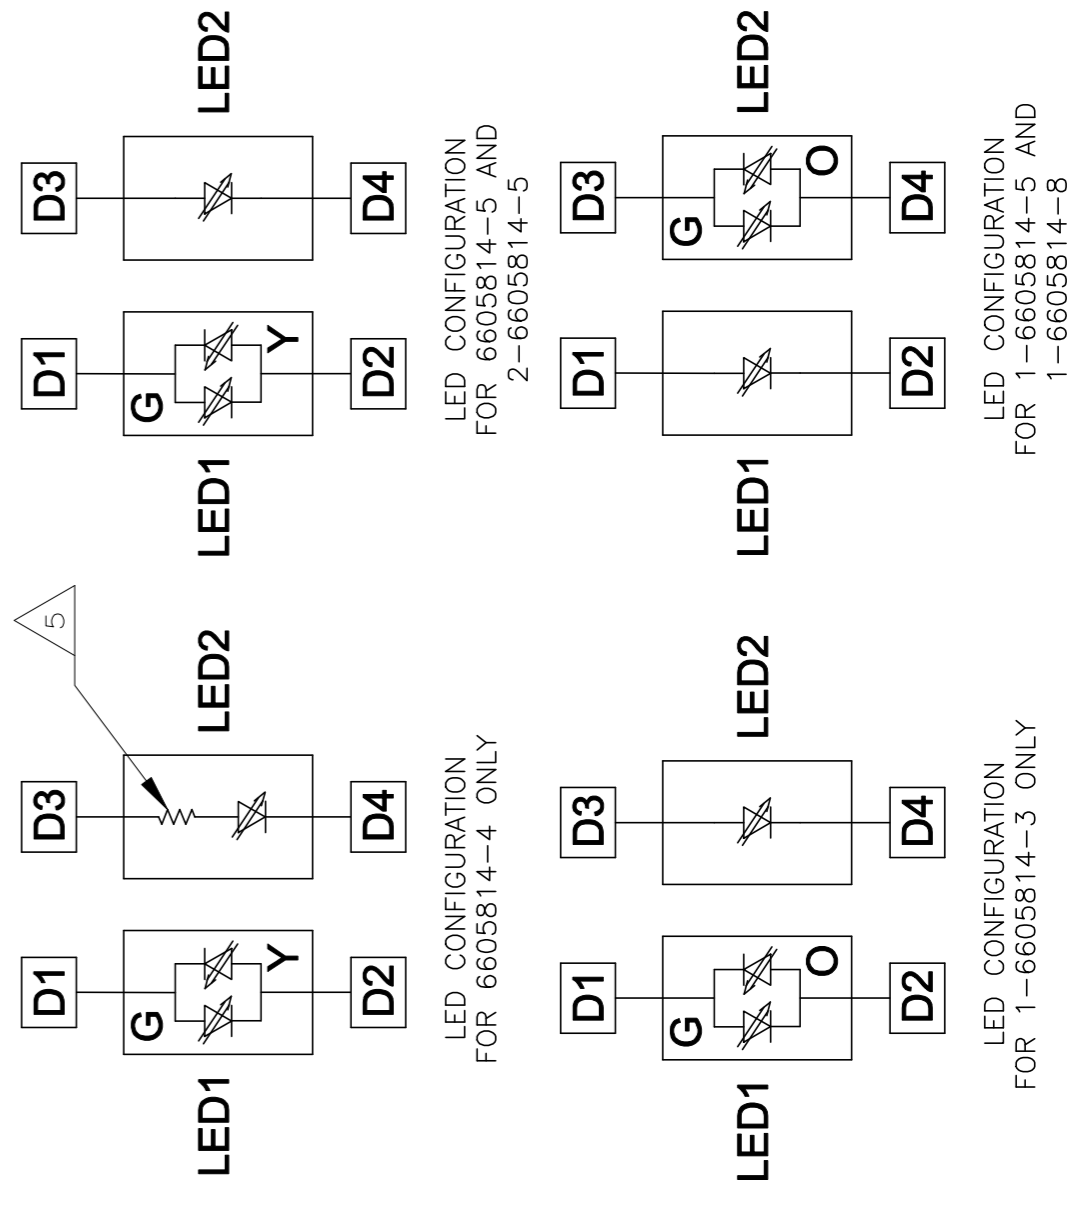 5
D1
D3
G
LED1
LED2
Y
D2
D4
LED CONFIGURATION
FOR 6605814-4 ONLY
D1
D3
G
LED1
LED2
Y
D2
D4
LED CONFIGURATION
FOR 6605814-5 AND
2-6605814-5
D1
D3
G
LED1
LED2
O
D2
D4
LED CONFIGURATION
FOR 1-6605814-3 ONLY
D1
D3
G
LED1
LED2
O
D2
D4
LED CONFIGURATION
FOR 1-6605814-5 AND
1-6605814-8